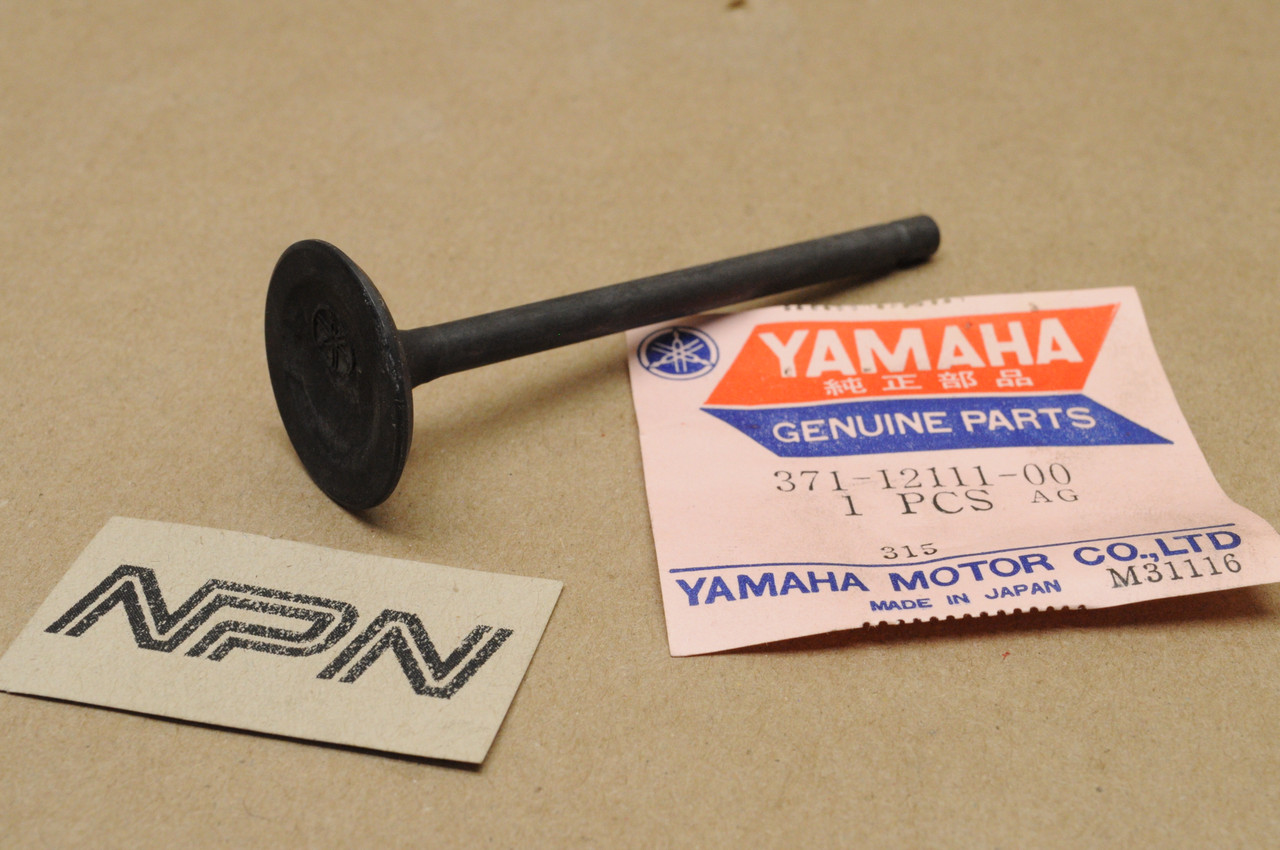 YAMAHA
純正部品
GENUINE PARTS
371-12111-00
1 PCS AG
315
YAMAHA MOTOR CO.,LTD
MADE IN JAPAN M31116
NPN